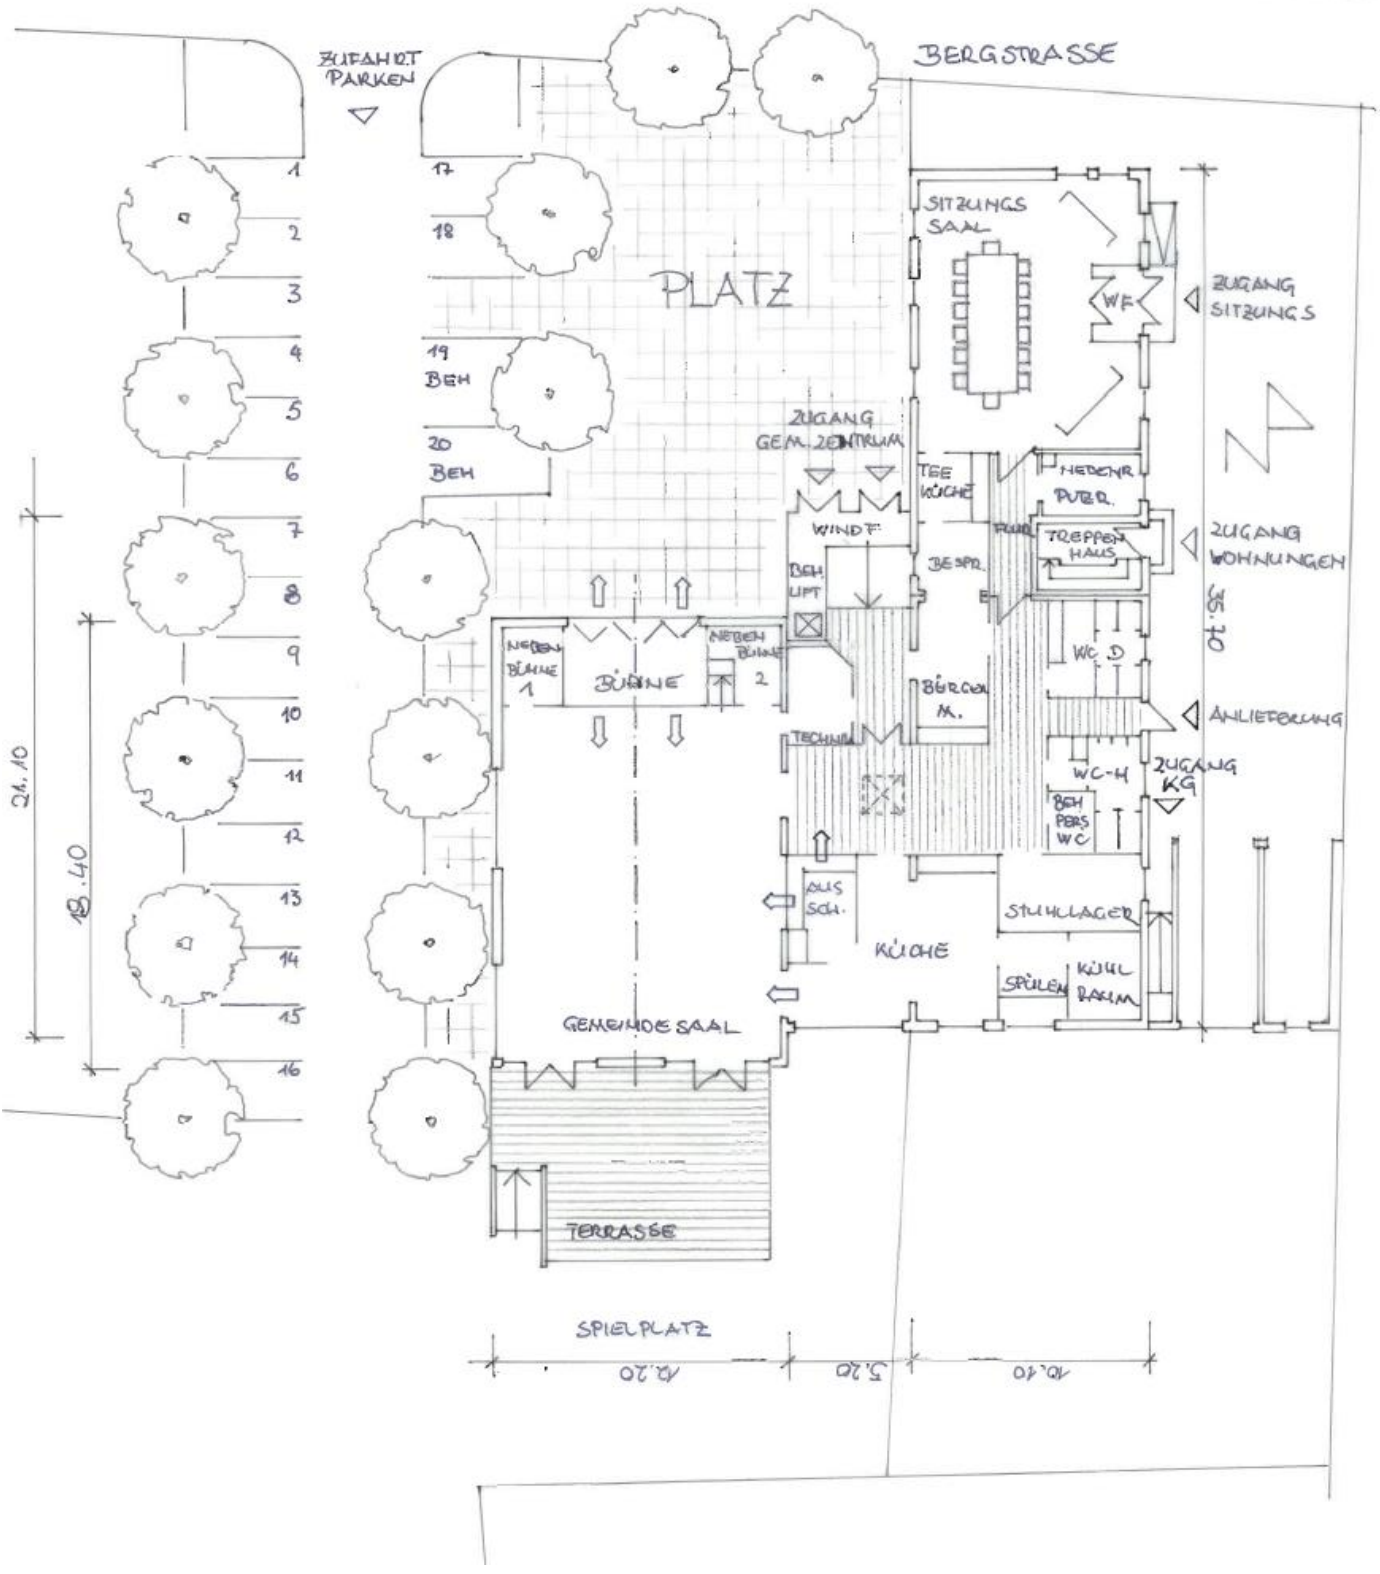 BERGSTRASSE
ZUFAHRT
PARKEN
1
2
3
4
5
6
7
8
9
10
11
12
13
14
15
16
17
18
19
BEH
20
BEH
PLATZ
SITZUNGS
SAAL
WF
ZUGANG
SITZUNGS
ZUGANG
GEM. ZENTRUM
TEE
KÜCHE
NEBENR
PUTZR.
WINDF
FLUR
TREPPEN
HAUS
ZUGANG
WOHNUNGEN
BEH.
LIFT
BESPR.
35.70
NEBEN
BÜHNE
1
BÜHNE
NEBEN
BÜHNE
2
WC D
BÜRGER
M.
ANLIEFERUNG
TECHNIK
WC-H
ZUGANG
KG
BEH
PERS
WC
21.10
18.40
AUS
SCH.
STUHLLAGER
KÜCHE
SPÜLEN
KÜHL
RAUM
GEMEINDESAAL
TERRASSE
SPIELPLATZ
12.20
5.20
10.10